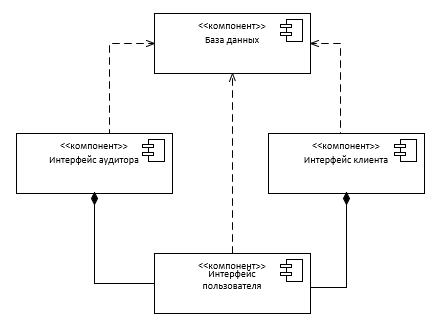 <<компонент>>
База данных
<<компонент>>
Интерфейс аудитора
<<компонент>>
Интерфейс клиента
<<компонент>>
Интерфейс
пользователя